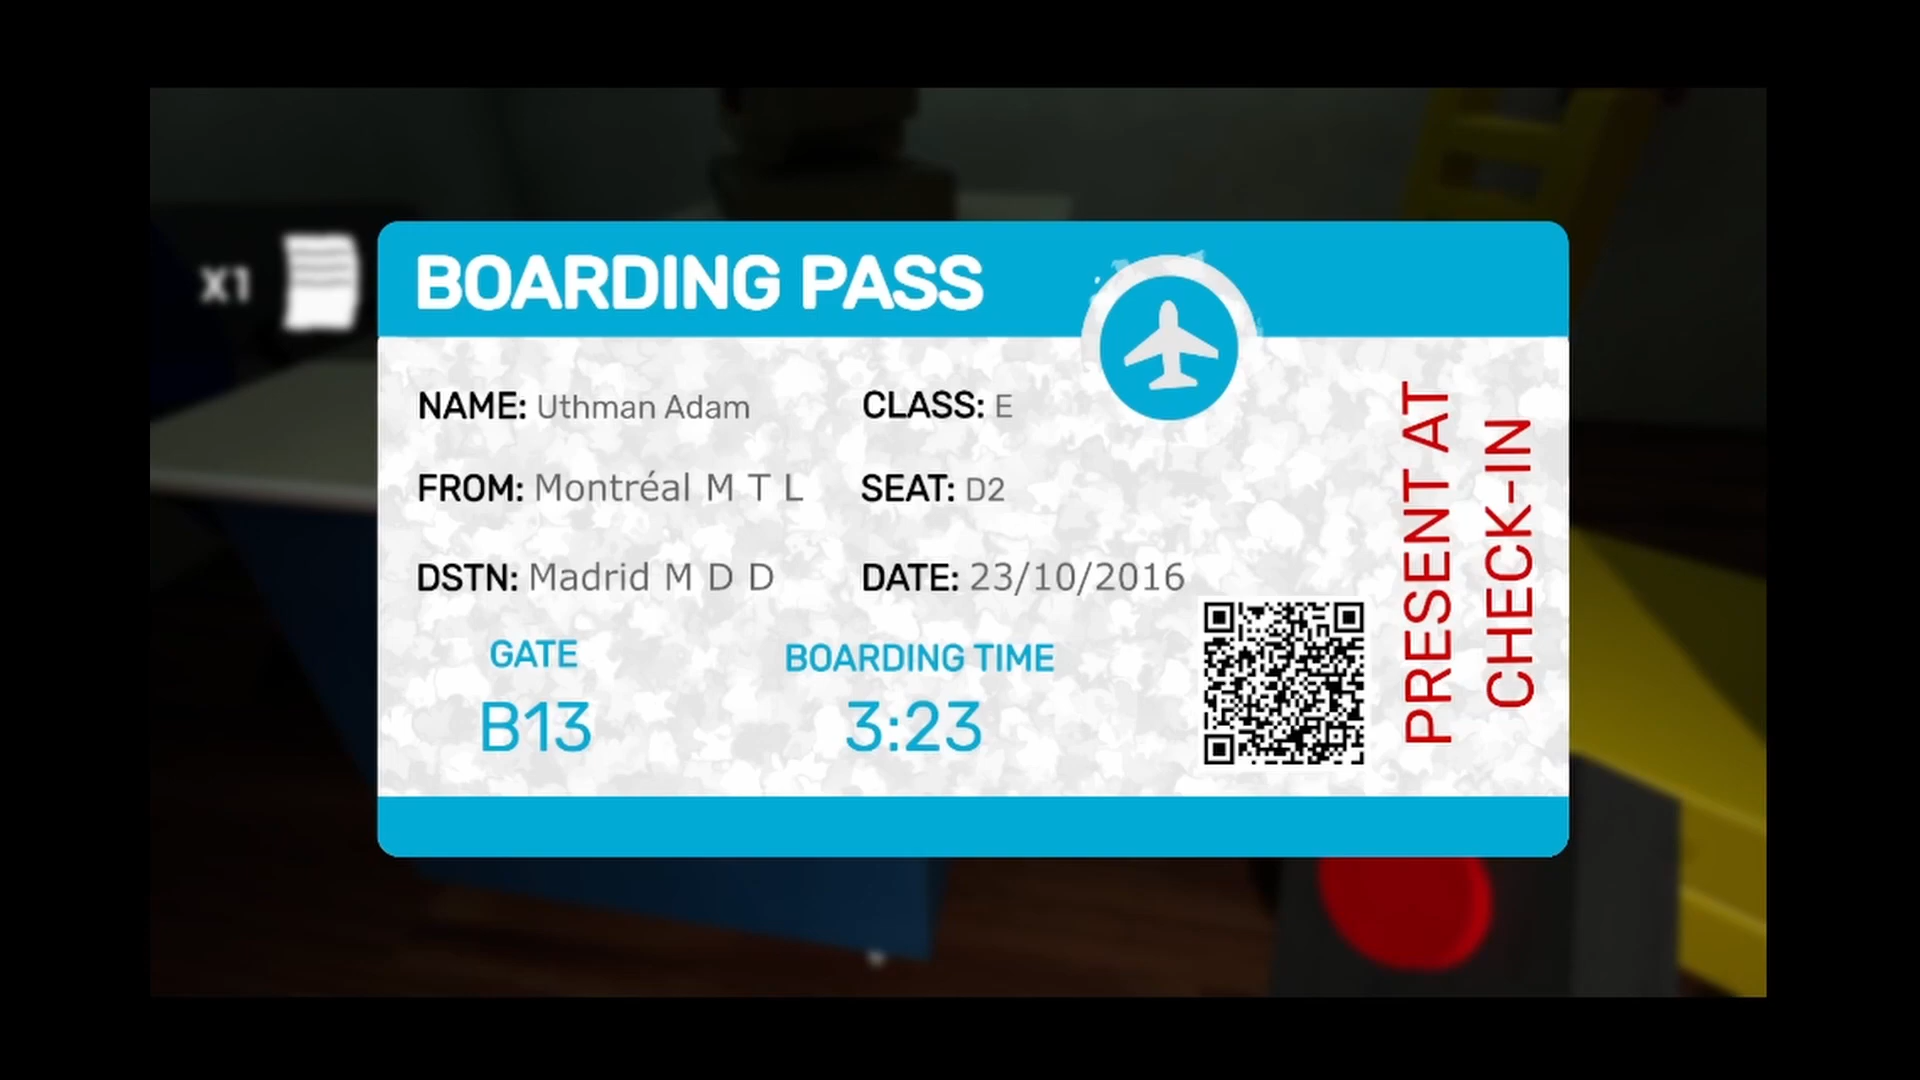 X1
BOARDING PASS
NAME: Uthman Adam
CLASS: E
FROM: Montréal M T L
SEAT: D2
DSTN: Madrid M D D
DATE: 23/10/2016
GATE
B13
BOARDING TIME
3:23
PRESENT AT
CHECK-IN